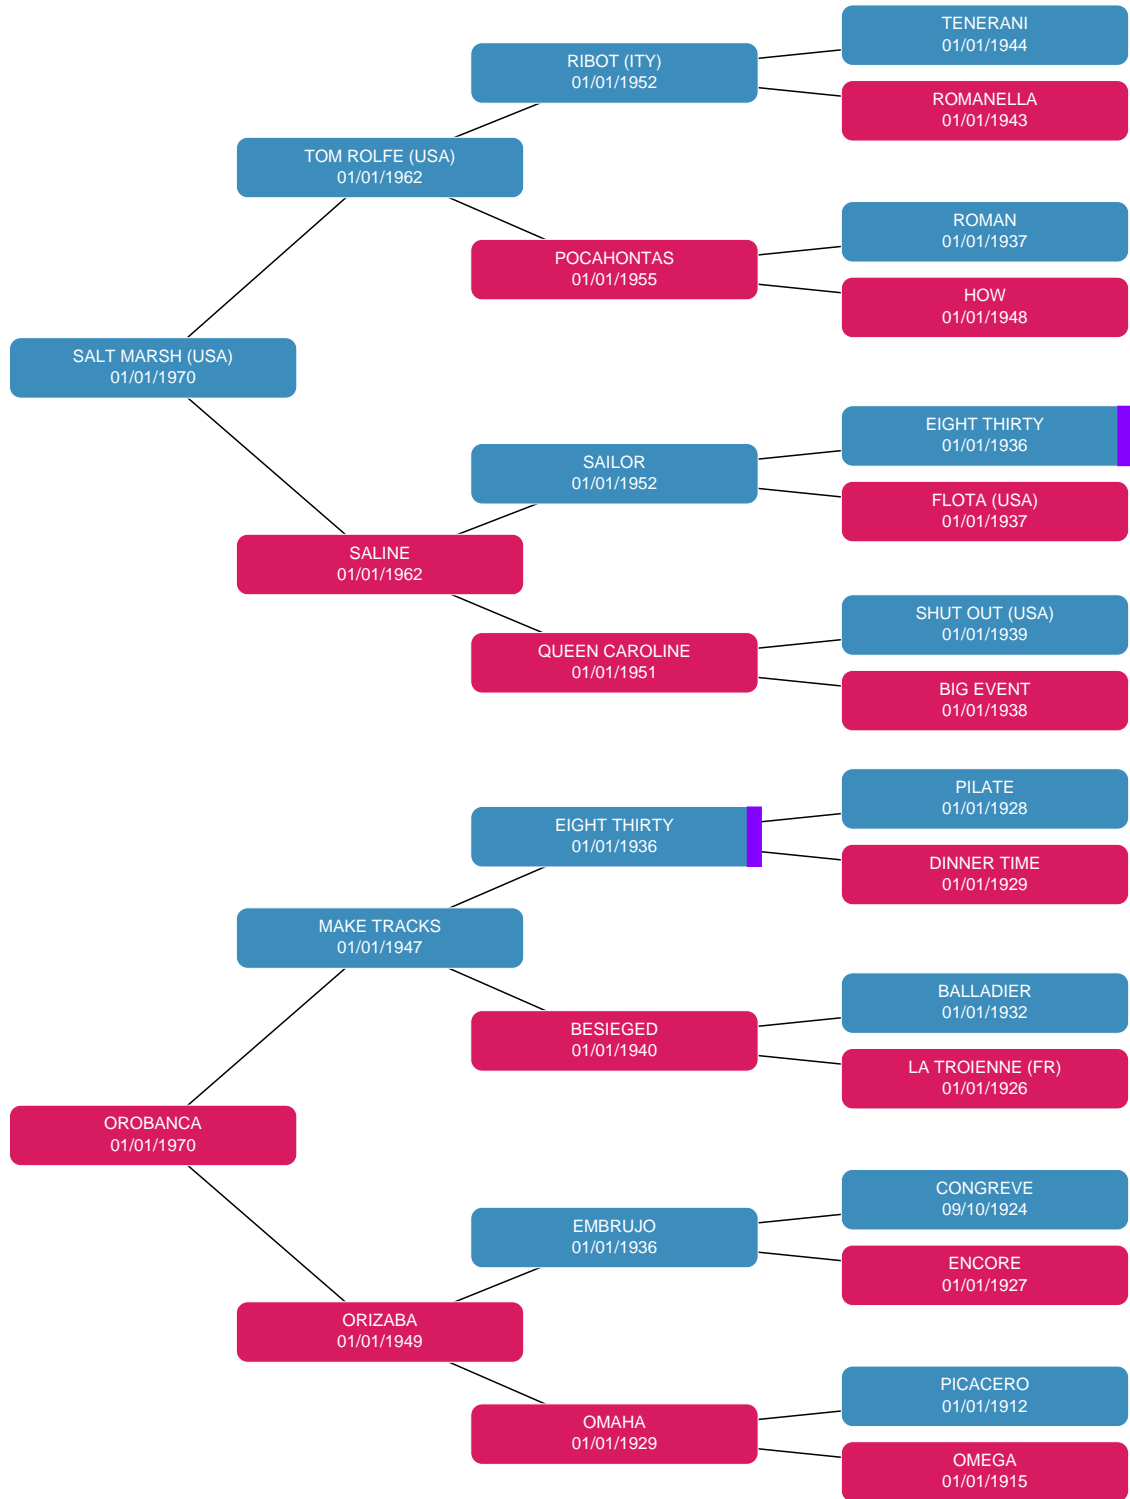 TENERANI
01/01/1944
RIBOT (ITY)
01/01/1952
ROMANELLA
01/01/1943
TOM ROLFE (USA)
01/01/1962
ROMAN
01/01/1937
POCAHONTAS
01/01/1955
HOW
01/01/1948
SALT MARSH (USA)
01/01/1970
EIGHT THIRTY
01/01/1936
SAILOR
01/01/1952
FLOTA (USA)
01/01/1937
SALINE
01/01/1962
SHUT OUT (USA)
01/01/1939
QUEEN CAROLINE
01/01/1951
BIG EVENT
01/01/1938
PILATE
01/01/1928
EIGHT THIRTY
01/01/1936
DINNER TIME
01/01/1929
MAKE TRACKS
01/01/1947
BALLADIER
01/01/1932
BESIEGED
01/01/1940
LA TROIENNE (FR)
01/01/1926
OROBANCA
01/01/1970
CONGREVE
09/10/1924
EMBRUJO
01/01/1936
ENCORE
01/01/1927
ORIZABA
01/01/1949
PICACERO
01/01/1912
OMAHA
01/01/1929
OMEGA
01/01/1915